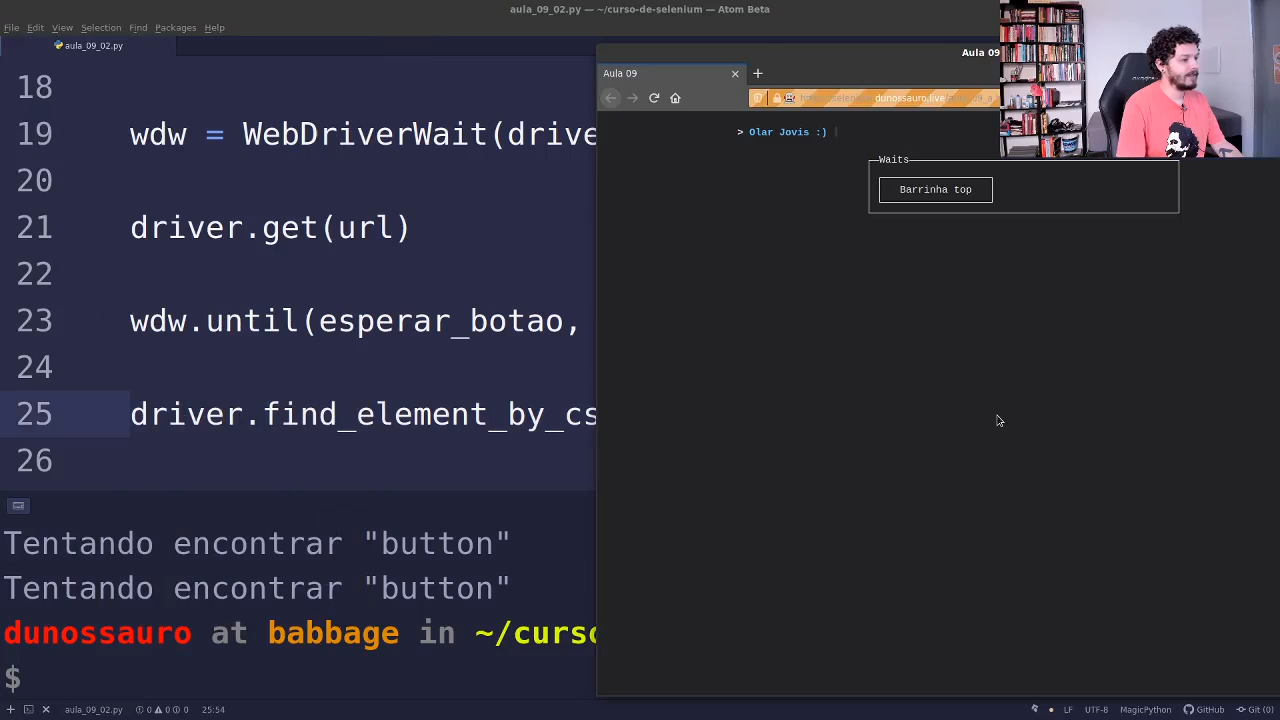 aula_09_02.py — ~/curso-de-selenium — Atom Beta
File Edit View Selection Find Packages Help
aula_09_02.py
18
19 wdw = WebDriverWait(drive
20
21 driver.get(url)
22
23 wdw.until(esperar_botao,
24
25 driver.find_element_by_cs
26
Tentando encontrar "button"
Tentando encontrar "button"
dunossauro at babbage in ~/curso
$
aula_09_02.py 0 0 0 25:54
LF UTF-8 MagicPython GitHub Git (0)
Aula 09
Aula 09
dunossauro.live
> Olar Jovis :)
Waits
Barrinha top